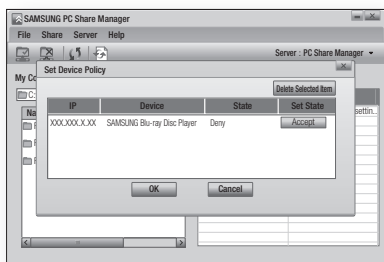 SAMSUNG PC Share Manager
File Share Server Help
Server : PC Share Manager
Set Device Policy
My Co
Delete Selected Item
C:
IP Device State Set State
Na
settin..
XXX.XXX.X.XX SAMSUNG Blu-ray Disc Player Deny Accept
F
F
F
OK Cancel